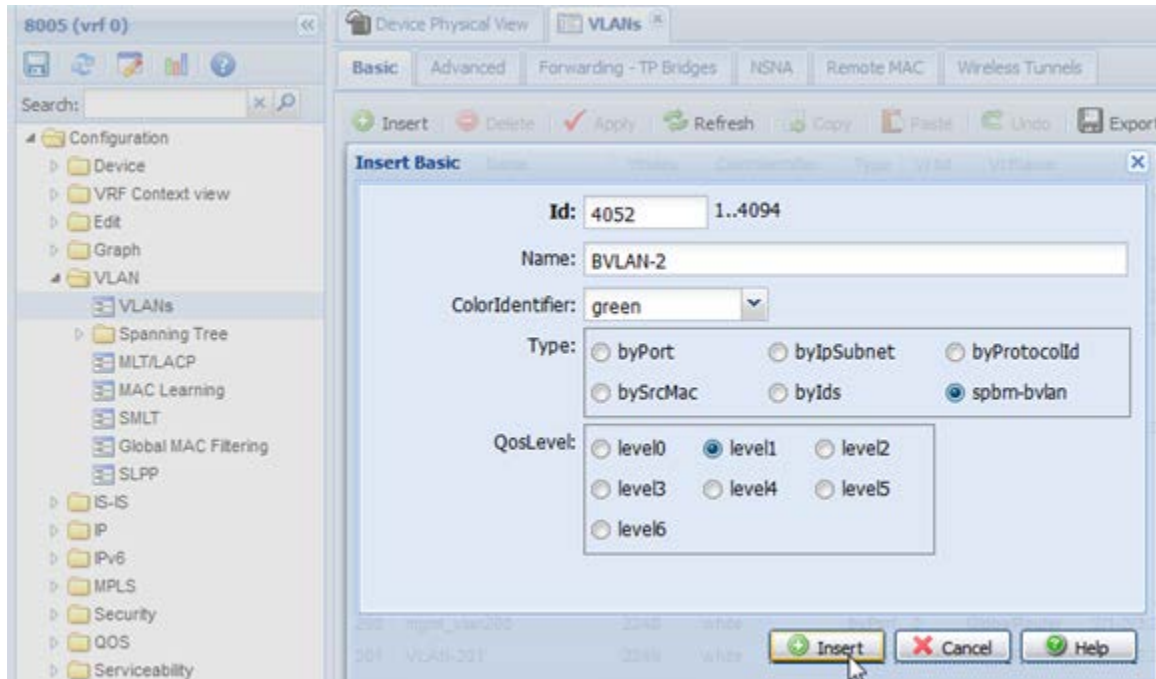 8005 (vrf 0)
Search:
Configuration
Device
VRF Context view
Edit
Graph
VLAN
VLANs
Spanning Tree
MLT/LACP
MAC Learning
SMLT
Global MAC Filtering
SLPP
IS-IS
IP
IPv6
MPLS
Security
QOS
Serviceability
Device Physical View VLANs
Basic Advanced Forwarding - TP Bridges NSNA Remote MAC Wireless Tunnels
Insert Delete Apply Refresh Copy Paste Undo Export
Insert Basic
Id: 4052 1..4094
Name: BVLAN-2
ColorIdentifier: green
Type: byPort byIpSubnet byProtocolId
bySrcMac byIds spbm-bvlan
QosLevel: level0 level1 level2
level3 level4 level5
level6
Insert Cancel Help